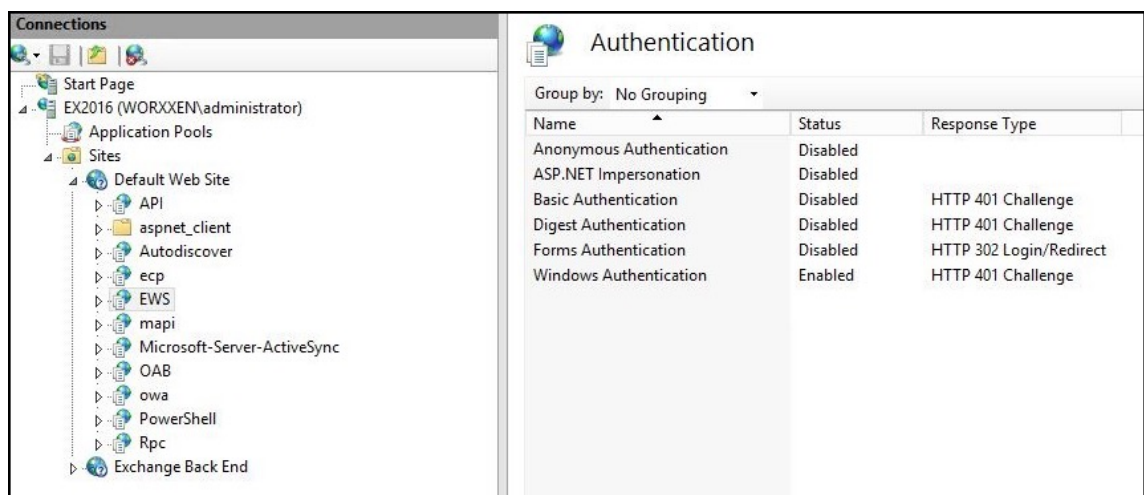 Connections
Start Page
EX2016 (WORXXEN\administrator)
Application Pools
Sites
Default Web Site
API
aspnet_client
Autodiscover
ecp
EWS
mapi
Microsoft-Server-ActiveSync
OAB
owa
PowerShell
Rpc
Exchange Back End
Authentication
Group by: No Grouping
Name Status Response Type
Anonymous Authentication Disabled
ASP.NET Impersonation Disabled
Basic Authentication Disabled HTTP 401 Challenge
Digest Authentication Disabled HTTP 401 Challenge
Forms Authentication Disabled HTTP 302 Login/Redirect
Windows Authentication Enabled HTTP 401 Challenge